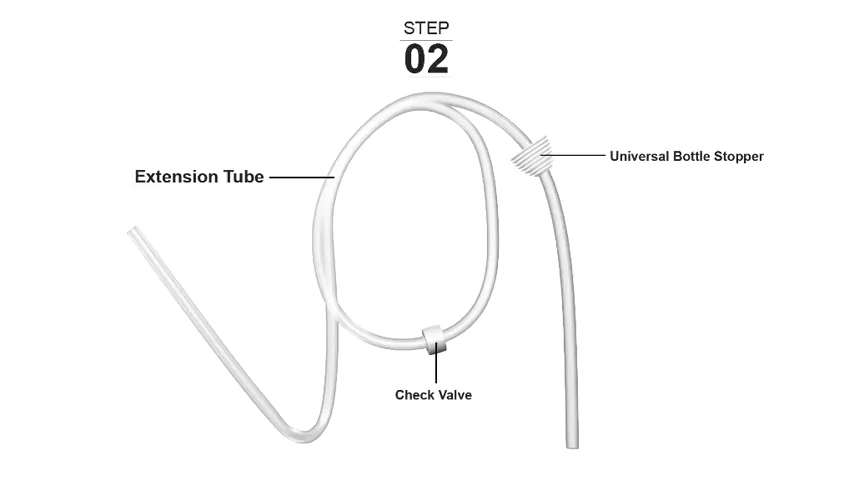 STEP
02
Universal Bottle Stopper
Extension Tube
Check Valve